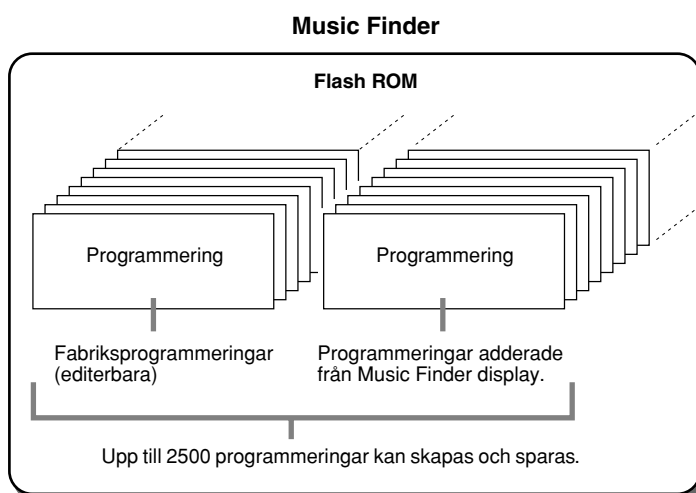 Music Finder
Flash ROM
Programmering
Programmering
Fabriksprogrammeringar
(editerbara)
Programmeringar adderade
från Music Finder display.
Upp till 2500 programmeringar kan skapas och sparas.